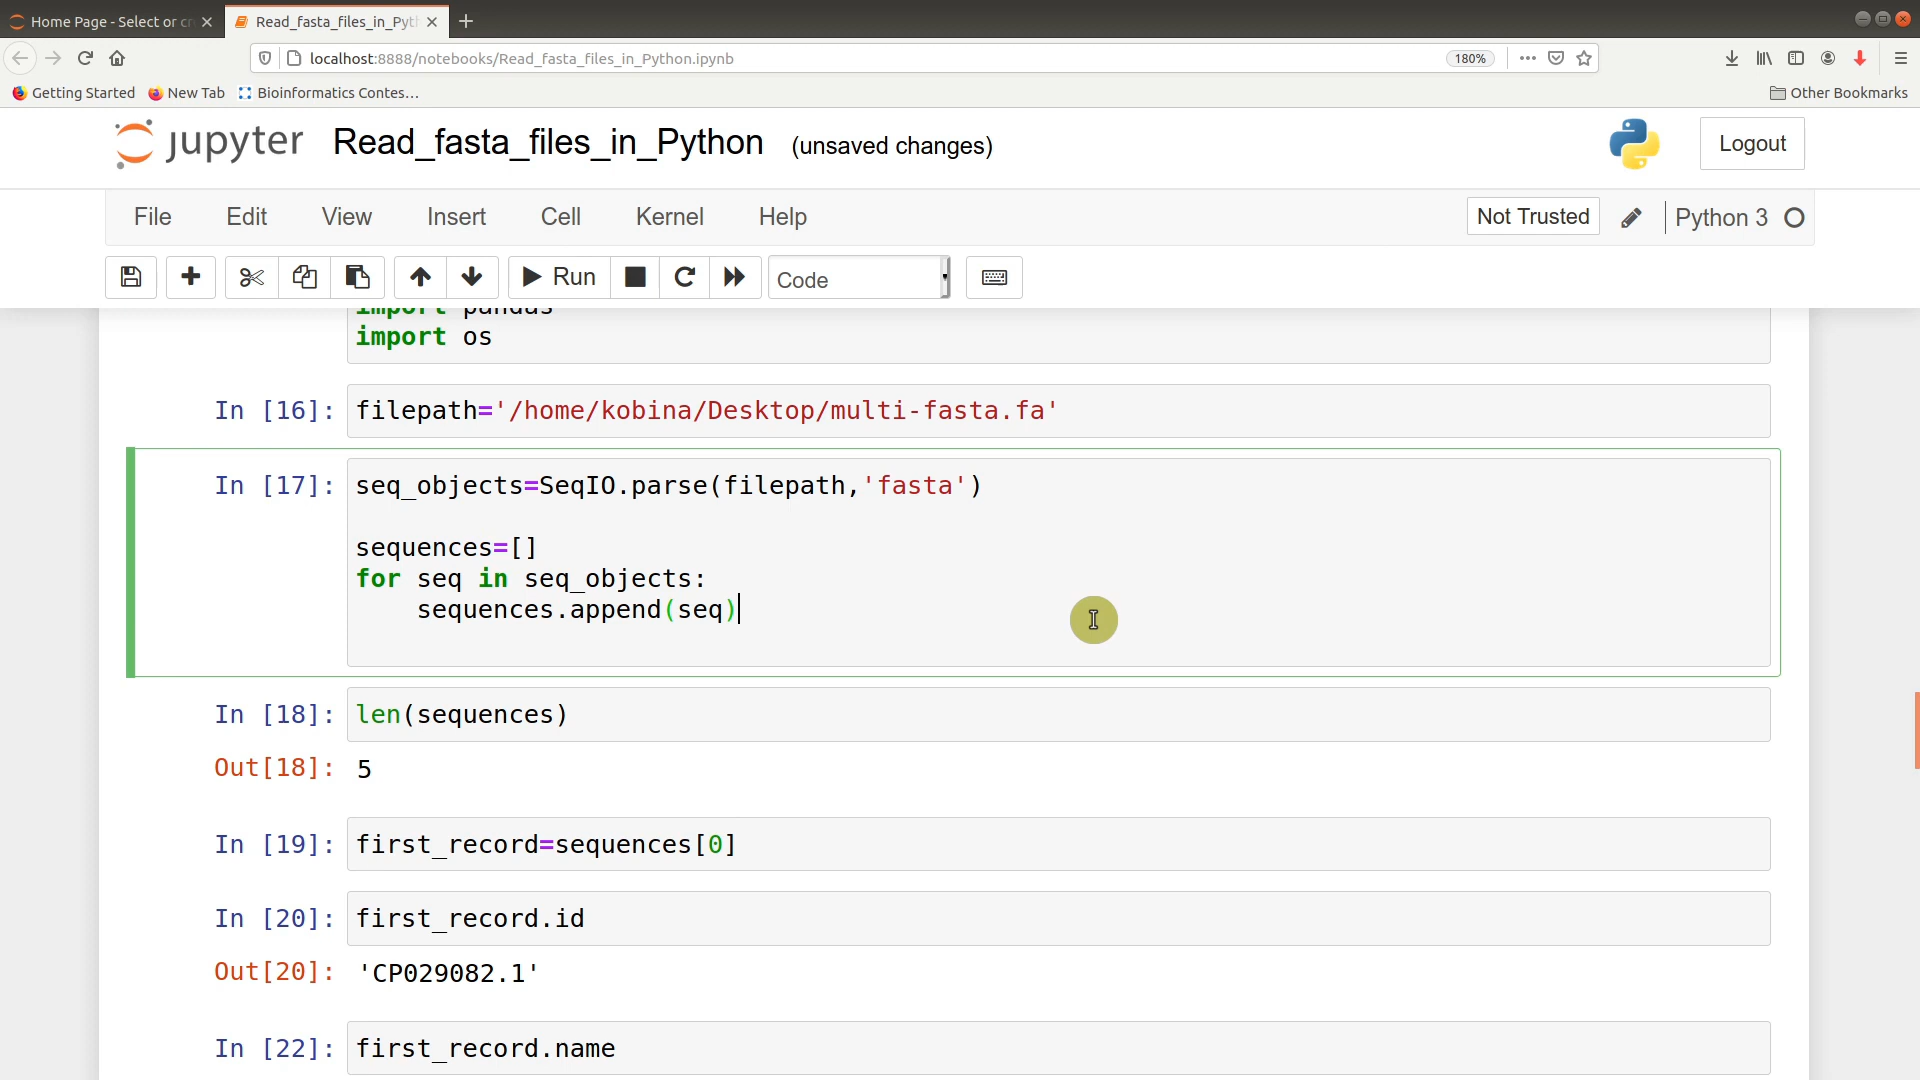 Home Page - Select or cr
Read_fasta_files_in_Pyt
localhost:8888/notebooks/Read_fasta_files_in_Python.ipynb
180%
Getting Started
New Tab
Bioinformatics Contes...
Other Bookmarks
jupyter
Read_fasta_files_in_Python
(unsaved changes)
Logout
File
Edit
View
Insert
Cell
Kernel
Help
Not Trusted
Python 3
Run
Code
import pandas
import os
In [16]: filepath='/home/kobina/Desktop/multi-fasta.fa'
In [17]: seq_objects=SeqIO.parse(filepath,'fasta')
sequences=[]
for seq in seq_objects:
sequences.append(seq)
In [18]: len(sequences)
Out[18]: 5
In [19]: first_record=sequences[0]
In [20]: first_record.id
Out[20]: 'CP029082.1'
In [22]: first_record.name